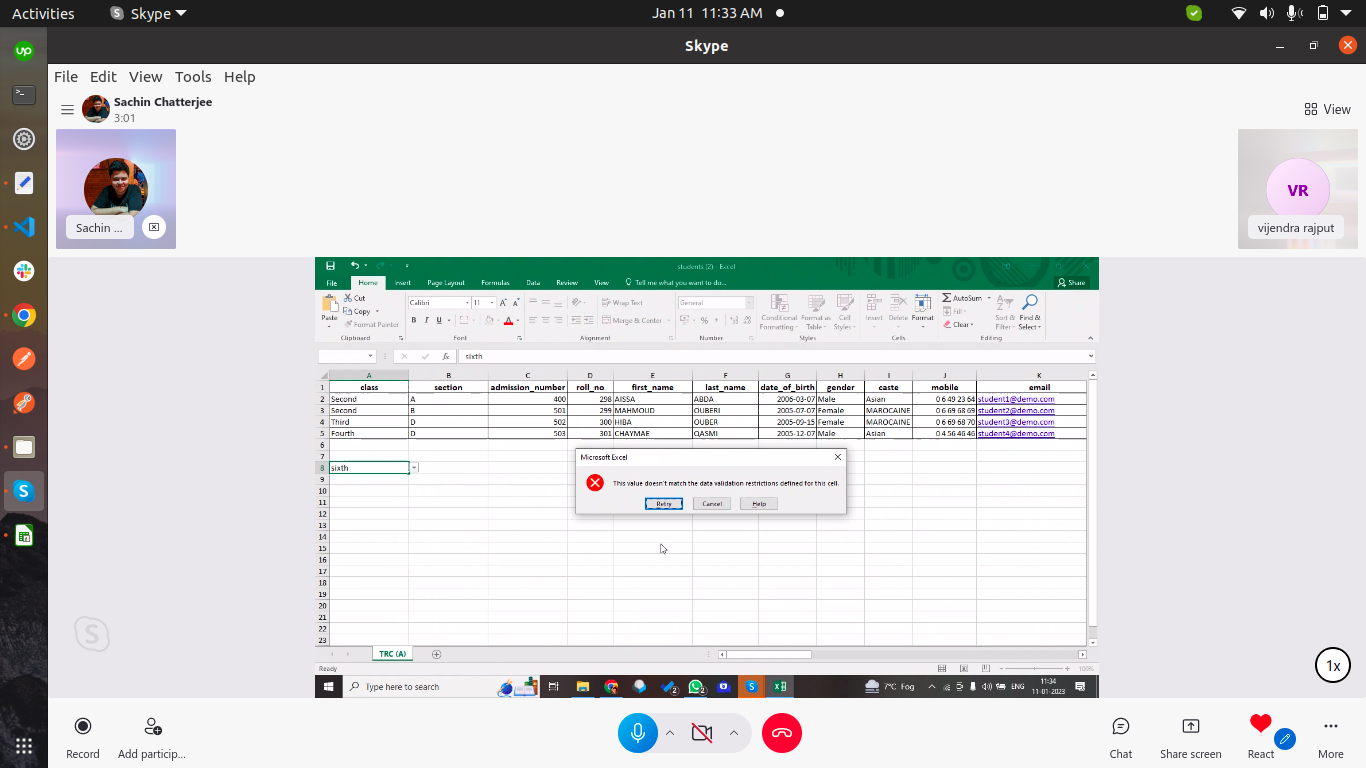 Activities Skype Jan 11 11:33 AM
Skype
File Edit View Tools Help
Sachin Chatterjee
3:01
View
Sachin ...
VR
vijendra rajput
students (2) - Excel
File Home Insert Page Layout Formulas Data Review View Tell me what you want to do... Share
Paste Cut Copy Format Painter
Calibri 11 B I U
Wrap Text Merge & Center
General
Conditional Formatting Format as Table Cell Styles
Insert Delete Format
AutoSum Fill Clear Sort & Filter Find & Select
Clipboard Font Alignment Number Styles Cells Editing
fx sixth
A B C D E F G H I J K
1 class section admission_number roll_no first_name last_name date_of_birth gender caste mobile email
2 Second A 400 298 AISSA ABDA 2006-03-07 Male Asian 0 6 49 23 64 student1@demo.com
3 Second B 501 299 MAHMOUD OUBERI 2005-07-07 Female MAROCAINE 0 6 69 68 69 student2@demo.com
4 Third D 502 300 HIBA OUBER 2005-09-15 Female MAROCAINE 0 6 69 68 70 student3@demo.com
5 Fourth D 503 301 CHAYMAE QASMI 2005-12-07 Male Asian 0 4 56 46 46 student4@demo.com
6
7
8 sixth
9
10
11
12
13
14
15
16
17
18
19
20
21
22
23
Microsoft Excel
This value doesn't match the data validation restrictions defined for this cell.
Retry Cancel Help
TRC (A)
Ready 100%
Type here to search 2 2 7°C Fog ENG 11:34
11-01-2023
1x
Record Add particip... Chat Share screen React More